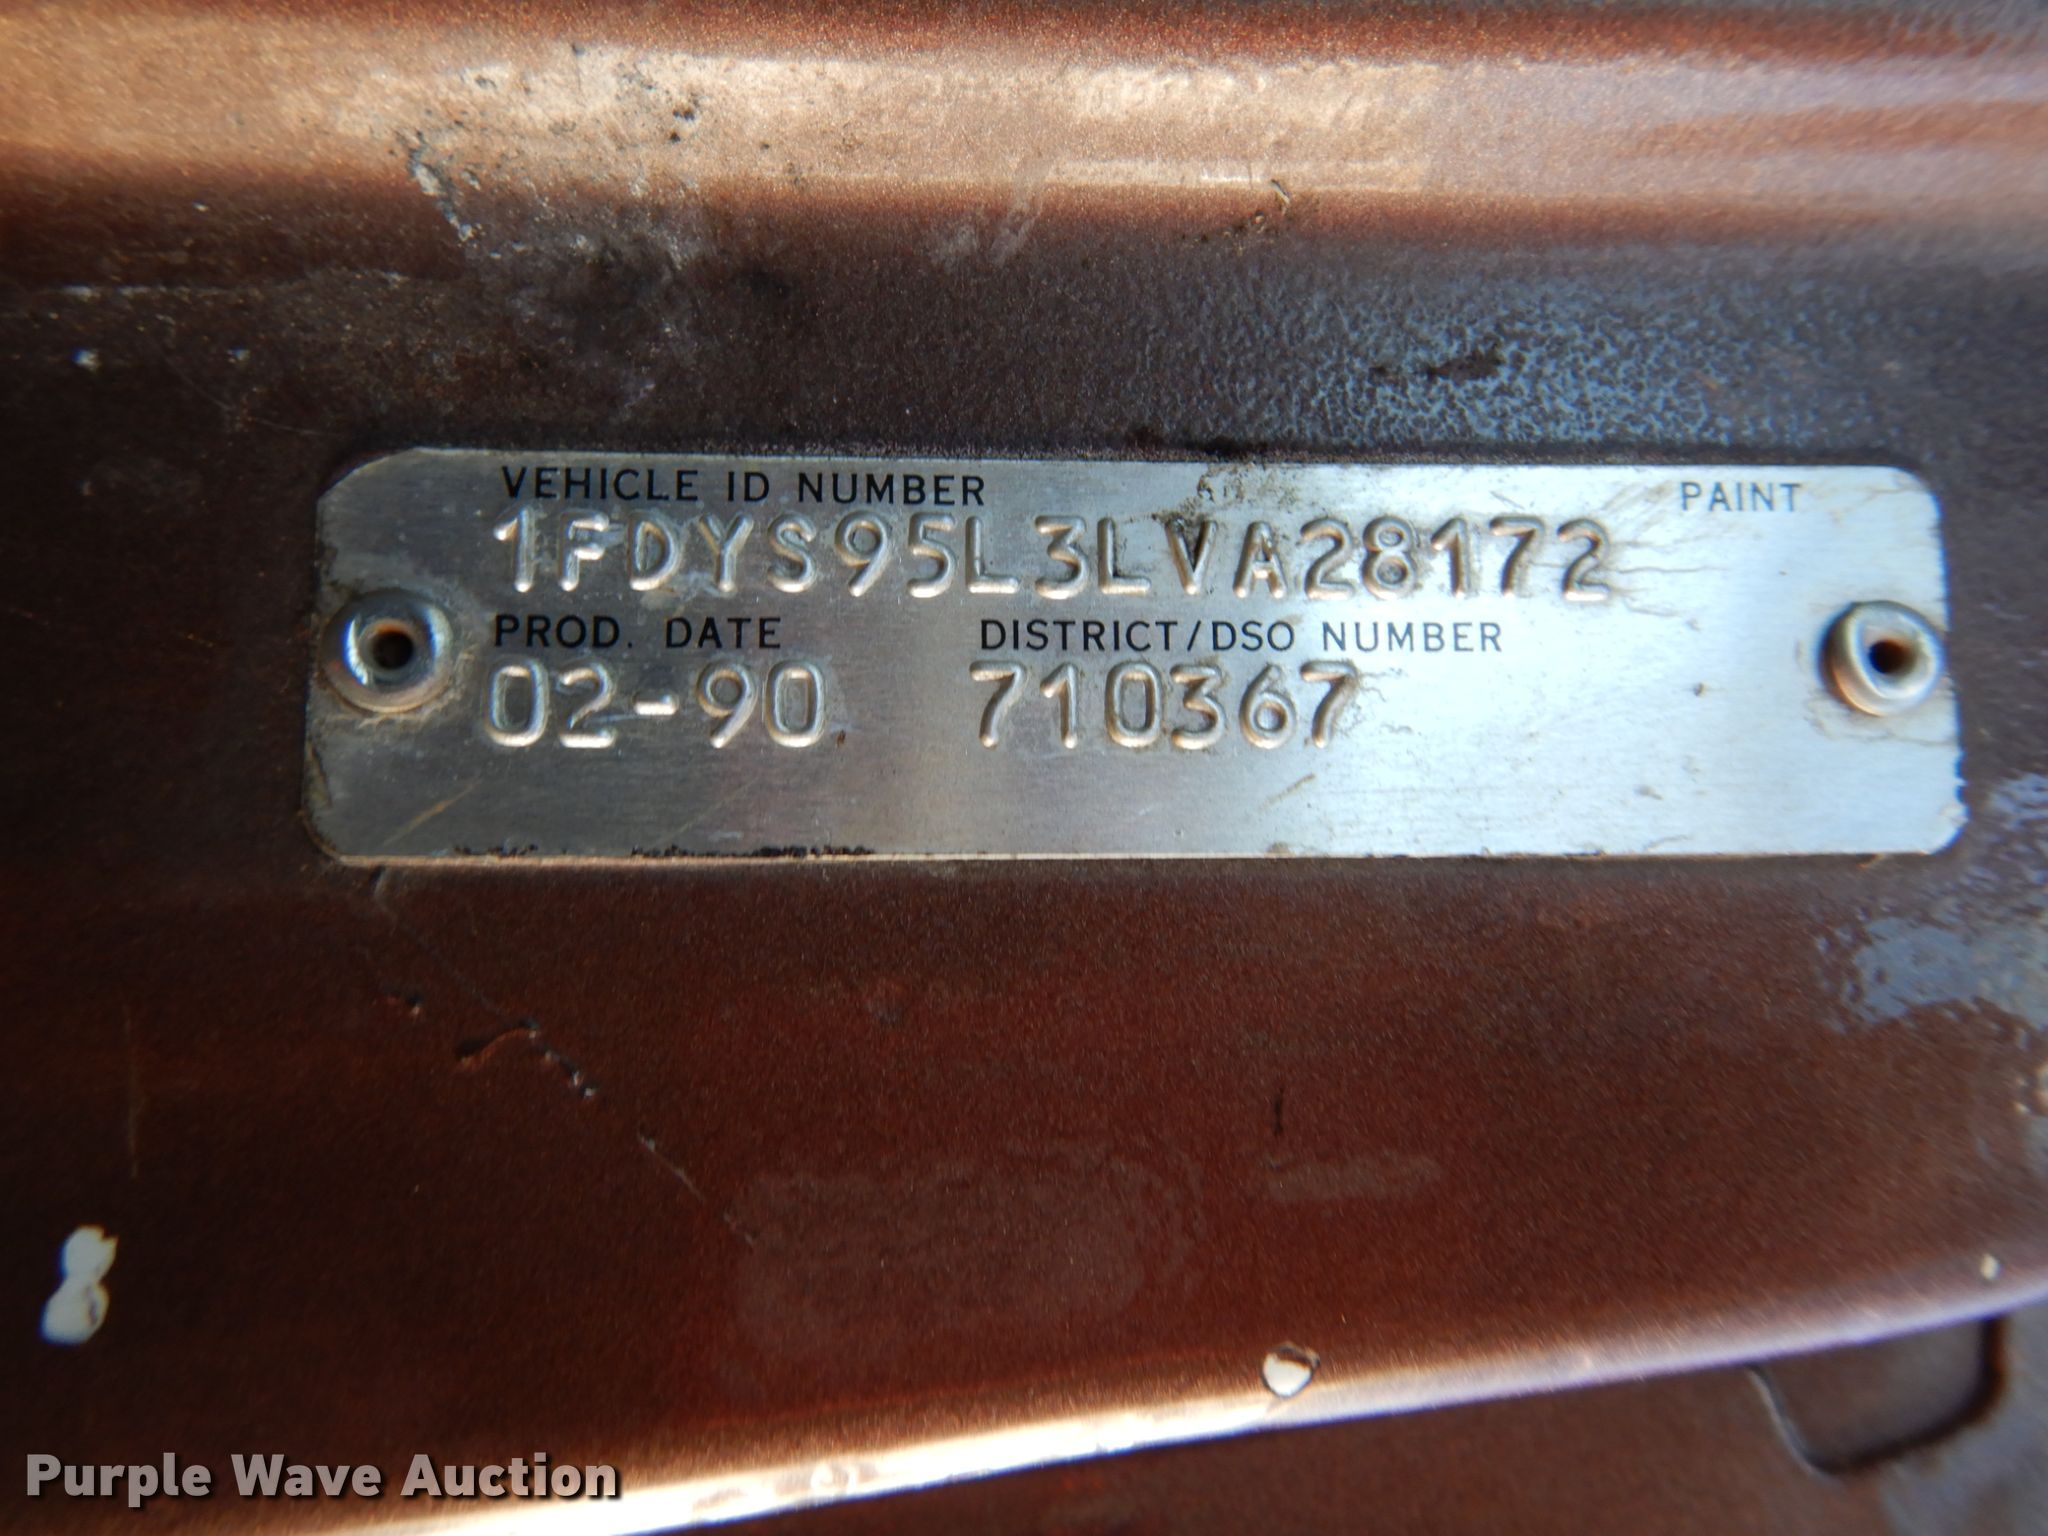 VEHICLE ID NUMBER PAINT
1FDYS95L3LVA28172
PROD. DATE DISTRICT/DSO NUMBER
02-90 710367
Purple Wave Auction